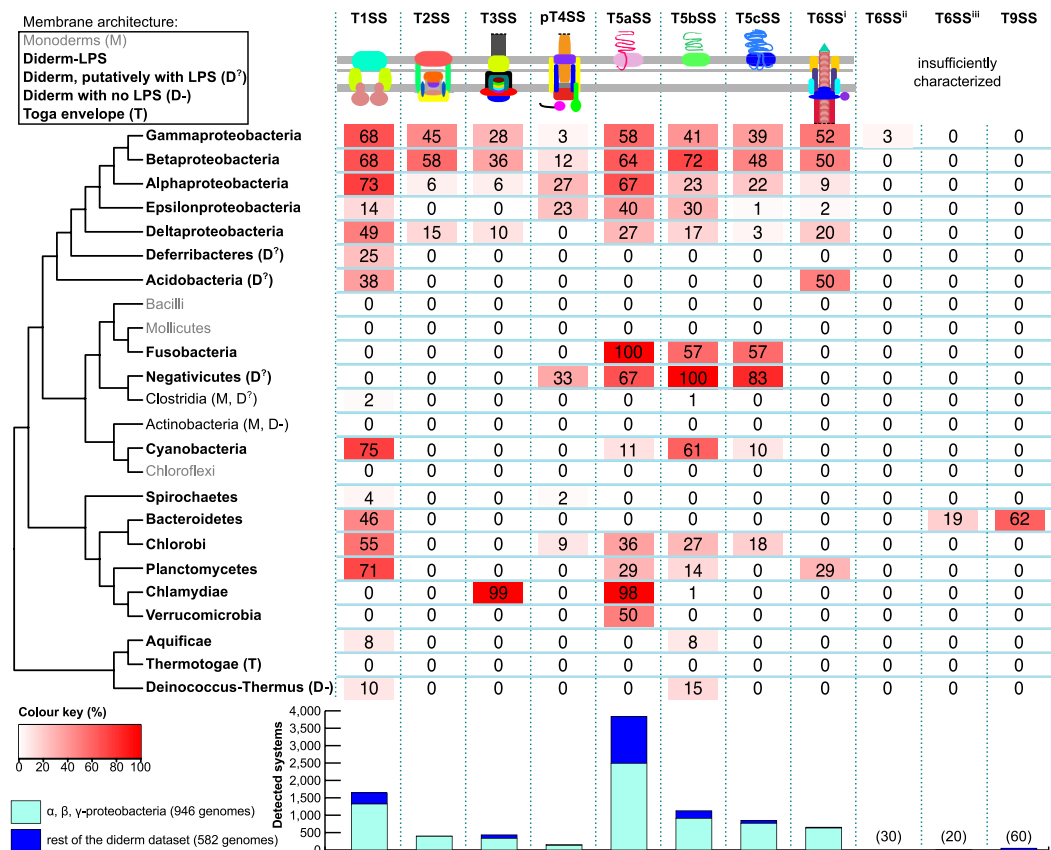 Membrane architecture:
Monoderms (M)
Diderm-LPS
Diderm, putatively with LPS (D?)
Diderm with no LPS (D-)
Toga envelope (T)
T1SS T2SS T3SS pT4SS T5aSS T5bSS T5cSS T6SSⁱ T6SSⁱⁱ T6SSⁱⁱⁱ T9SS
insufficiently
characterized
Gammaproteobacteria 68 45 28 3 58 41 39 52 3 0 0
Betaproteobacteria 68 58 36 12 64 72 48 50 0 0 0
Alphaproteobacteria 73 6 6 27 67 23 22 9 0 0 0
Epsilonproteobacteria 14 0 0 23 40 30 1 2 0 0 0
Deltaproteobacteria 49 15 10 0 27 17 3 20 0 0 0
Deferribacteres (D?) 25 0 0 0 0 0 0 0 0 0 0
Acidobacteria (D?) 38 0 0 0 0 0 0 50 0 0 0
Bacilli 0 0 0 0 0 0 0 0 0 0 0
Mollicutes 0 0 0 0 0 0 0 0 0 0 0
Fusobacteria 0 0 0 0 100 57 57 0 0 0 0
Negativicutes (D?) 0 0 0 33 67 100 83 0 0 0 0
Clostridia (M, D?) 2 0 0 0 0 1 0 0 0 0 0
Actinobacteria (M, D-) 0 0 0 0 0 0 0 0 0 0 0
Cyanobacteria 75 0 0 0 11 61 10 0 0 0 0
Chloroflexi 0 0 0 0 0 0 0 0 0 0 0
Spirochaetes 4 0 0 2 0 0 0 0 0 0 0
Bacteroidetes 46 0 0 0 0 0 0 0 0 19 62
Chlorobi 55 0 0 9 36 27 18 0 0 0 0
Planctomycetes 71 0 0 0 29 14 0 29 0 0 0
Chlamydiae 0 0 99 0 98 1 0 0 0 0 0
Verrucomicrobia 0 0 0 0 50 0 0 0 0 0 0
Aquificae 8 0 0 0 0 8 0 0 0 0 0
Thermotogae (T) 0 0 0 0 0 0 0 0 0 0 0
Deinococcus-Thermus (D-) 10 0 0 0 0 15 0 0 0 0 0
Colour key (%)
0 20 40 60 80 100
α, β, γ-proteobacteria (946 genomes)
rest of the diderm dataset (582 genomes)
Detected systems
4,000
3,500
3,000
2,500
2,000
1,500
1,000
500
0
(30) (20) (60)